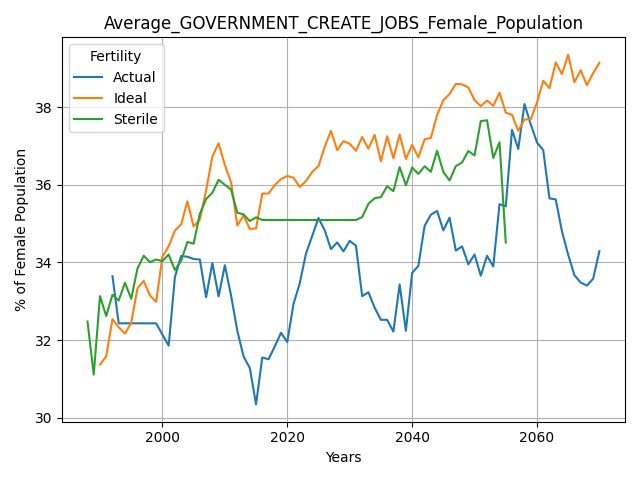 Average_GOVERNMENT_CREATE_JOBS_Female_Population
Fertility
Actual
Ideal
Sterile
% of Female Population
38
36
34
32
30
2000
2020
2040
2060
Years